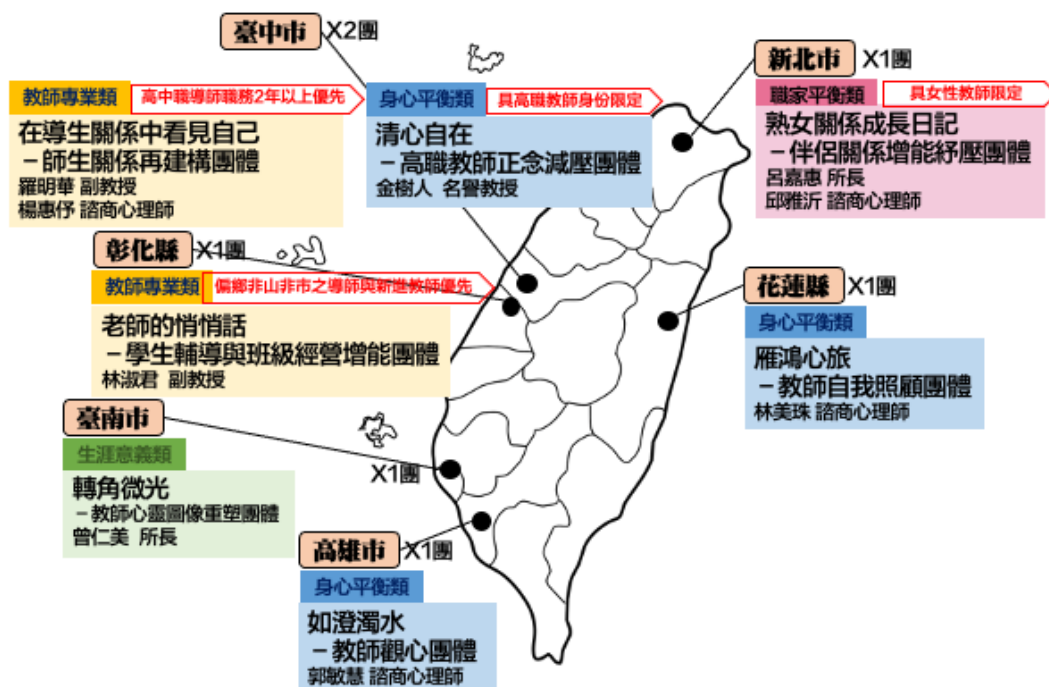 臺中市 X2團
教師專業類 高中職導師職務2年以上優先
在導生關係中看見自己
–師生關係再建構團體
羅明華 副教授
楊惠伃 諮商心理師
身心平衡類 具高職教師身份限定
清心自在
–高職教師正念減壓團體
金樹人 名譽教授
新北市 X1團
職家平衡類 具女性教師限定
熟女關係成長日記
–伴侶關係增能紓壓團體
呂嘉惠 所長
邱雅沂 諮商心理師
彰化縣 X1團
教師專業類 偏鄉非山非市之導師與新進教師優先
老師的悄悄話
–學生輔導與班級經營增能團體
林淑君 副教授
花蓮縣 X1團
身心平衡類
雁鴻心旅
–教師自我照顧團體
林美珠 諮商心理師
臺南市 X1團
生涯意義類
轉角微光
–教師心靈圖像重塑團體
曾仁美 所長
高雄市 X1團
身心平衡類
如澄濁水
–教師觀心團體
郭敏慧 諮商心理師